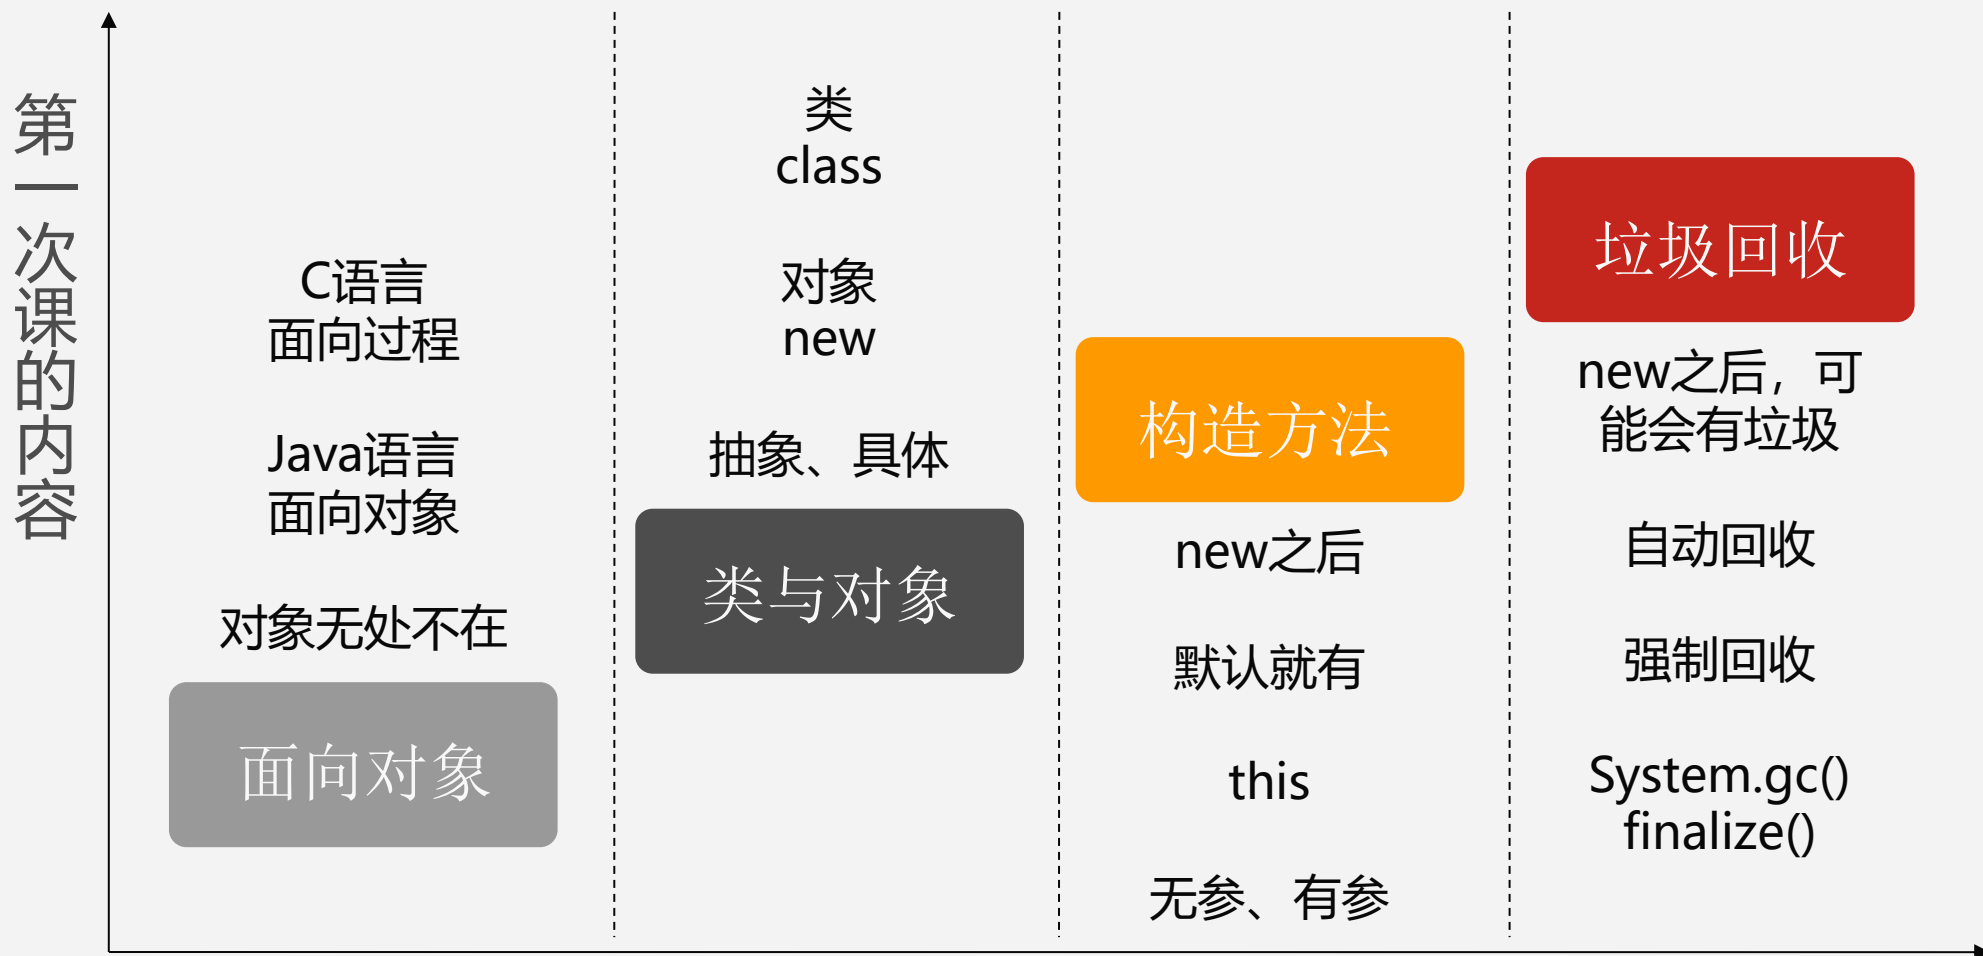 第一次课的内容
C语言
面向过程
Java语言
面向对象
对象无处不在
面向对象
类
class
对象
new
抽象、具体
类与对象
构造方法
new之后
默认就有
this
无参、有参
垃圾回收
new之后，可
能会有垃圾
自动回收
强制回收
System.gc()
finalize()